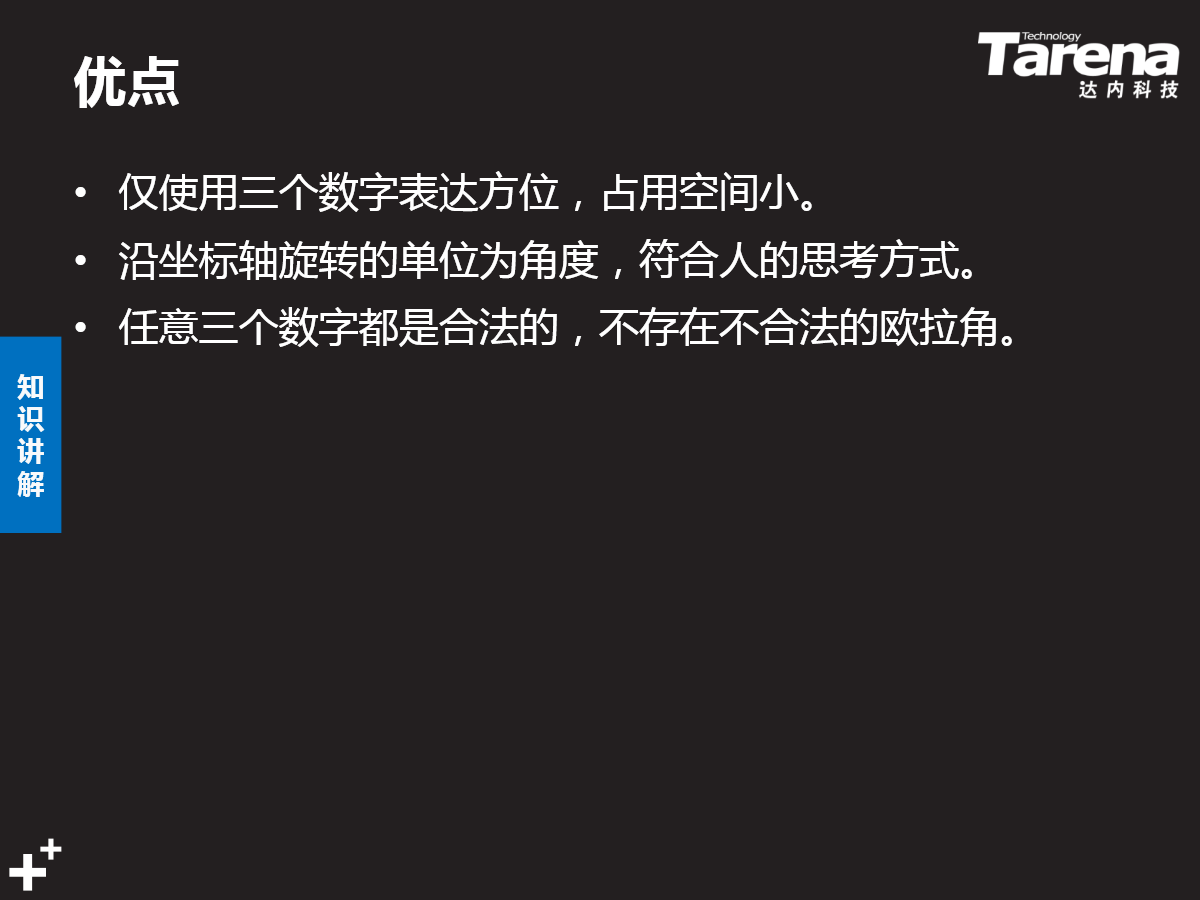 优点
Technology
Tarena
达内科技
• 仅使用三个数字表达方位，占用空间小。
• 沿坐标轴旋转的单位为角度，符合人的思考方式。
• 任意三个数字都是合法的，不存在不合法的欧拉角。
知
识
讲
解